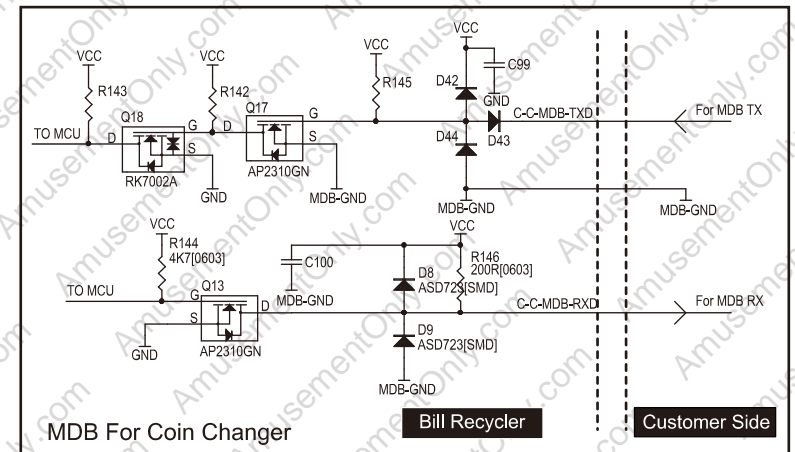 VCC
VCC
VCC
VCC
R143
R142
R145
C99
D42
GND
Q18
Q17
G
D
G
C-C-MDB-TXD
For MDB TX
TO MCU
D
S
S
D44
D43
RK7002A
AP2310GN
GND
MDB-GND
MDB-GND
MDB-GND
VCC
VCC
R144
4K7[0603]
C100
R146
200R[0603]
D8
ASD723[SMD]
TO MCU
Q13
G
D
MDB-GND
C-C-MDB-RXD
For MDB RX
S
D9
ASD723[SMD]
GND
AP2310GN
MDB-GND
MDB For Coin Changer
Bill Recycler
Customer Side
AmusementOnly.com